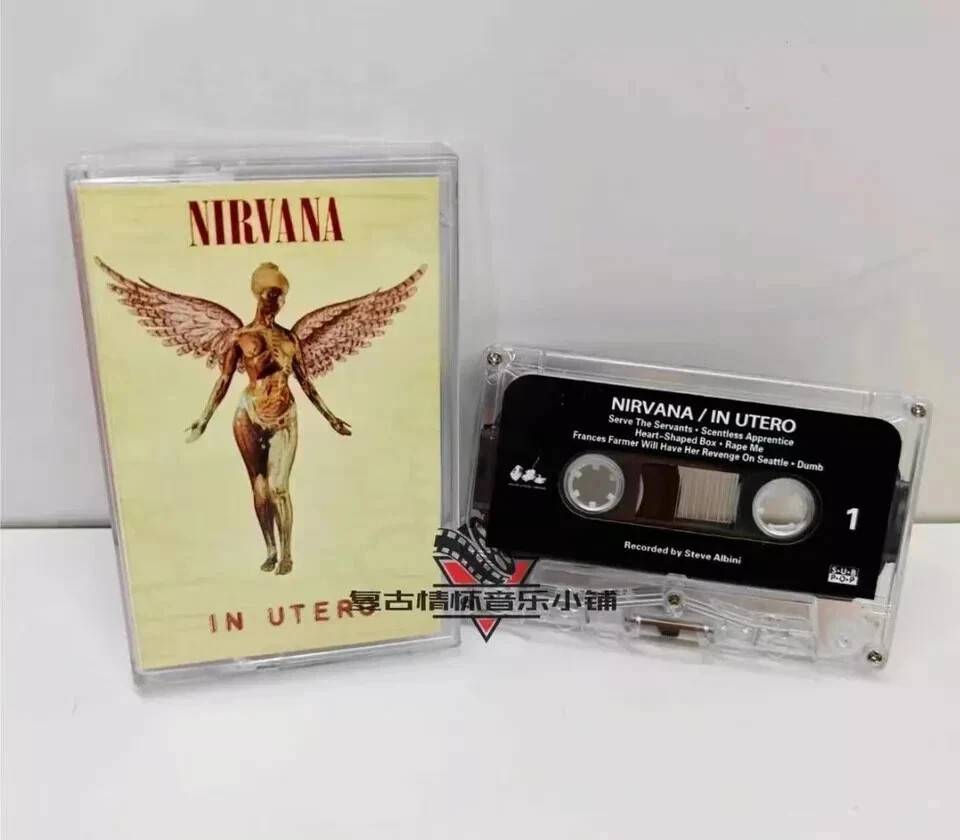 NIRVANA
IN UTERO
NIRVANA / IN UTERO
Serve The Servants • Scentless Apprentice
Heart-Shaped Box • Rape Me
Frances Farmer Will Have Her Revenge On Seattle • Dumb
1
Recorded by Steve Albini
SUB
POP
复古情怀音乐小铺